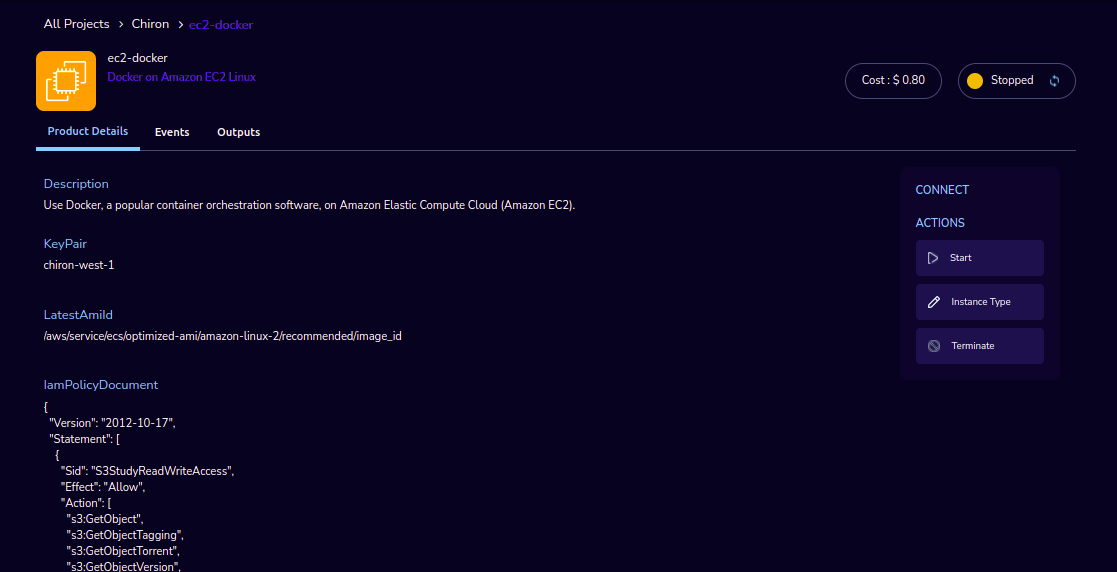 All Projects > Chiron > ec2-docker
ec2-docker
Docker on Amazon EC2 Linux
Cost : $ 0.80
Stopped
Product Details
Events
Outputs
Description
Use Docker, a popular container orchestration software, on Amazon Elastic Compute Cloud (Amazon EC2).
KeyPair
chiron-west-1
LatestAmiId
/aws/service/ecs/optimized-ami/amazon-linux-2/recommended/image_id
IamPolicyDocument
{
"Version": "2012-10-17",
"Statement": [
{
"Sid": "S3StudyReadWriteAccess",
"Effect": "Allow",
"Action": [
"s3:GetObject",
"s3:GetObjectTagging",
"s3:GetObjectTorrent",
"s3:GetObjectVersion",
CONNECT
ACTIONS
Start
Instance Type
Terminate